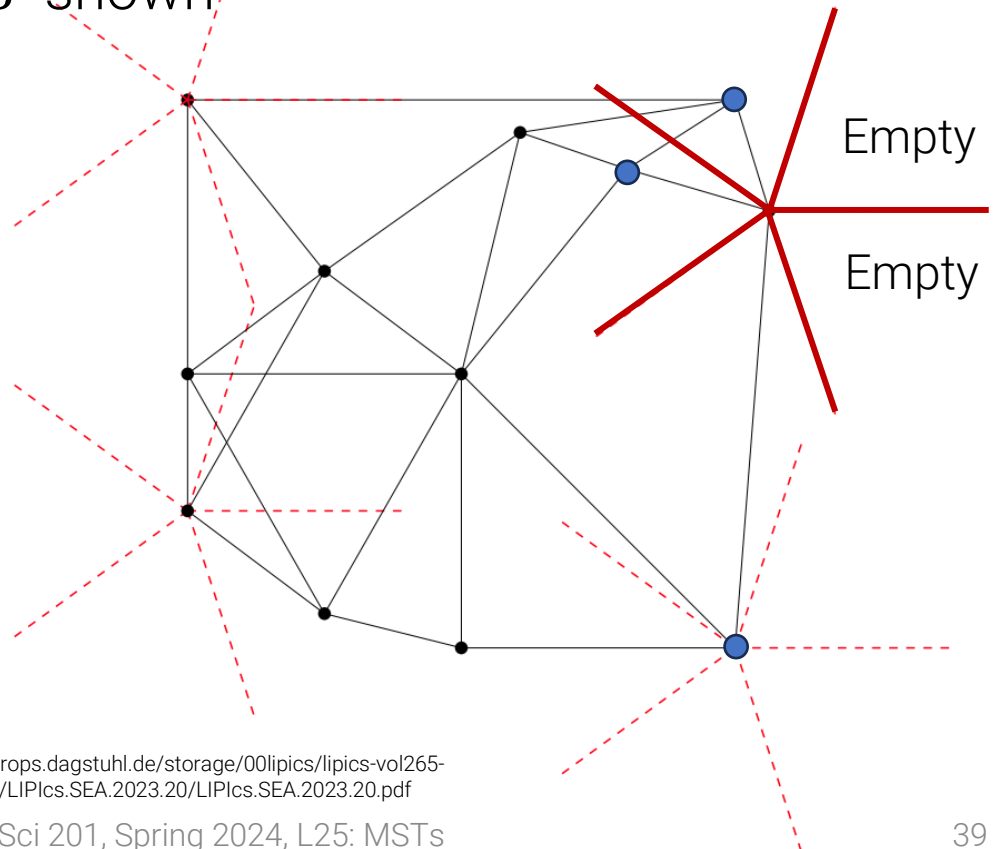 shown
Empty
Empty
rops.dagstuhl.de/storage/00lipics/lipics-vol265-
/LIPIcs.SEA.2023.20/LIPIcs.SEA.2023.20.pdf
Sci 201, Spring 2024, L25: MSTs
39